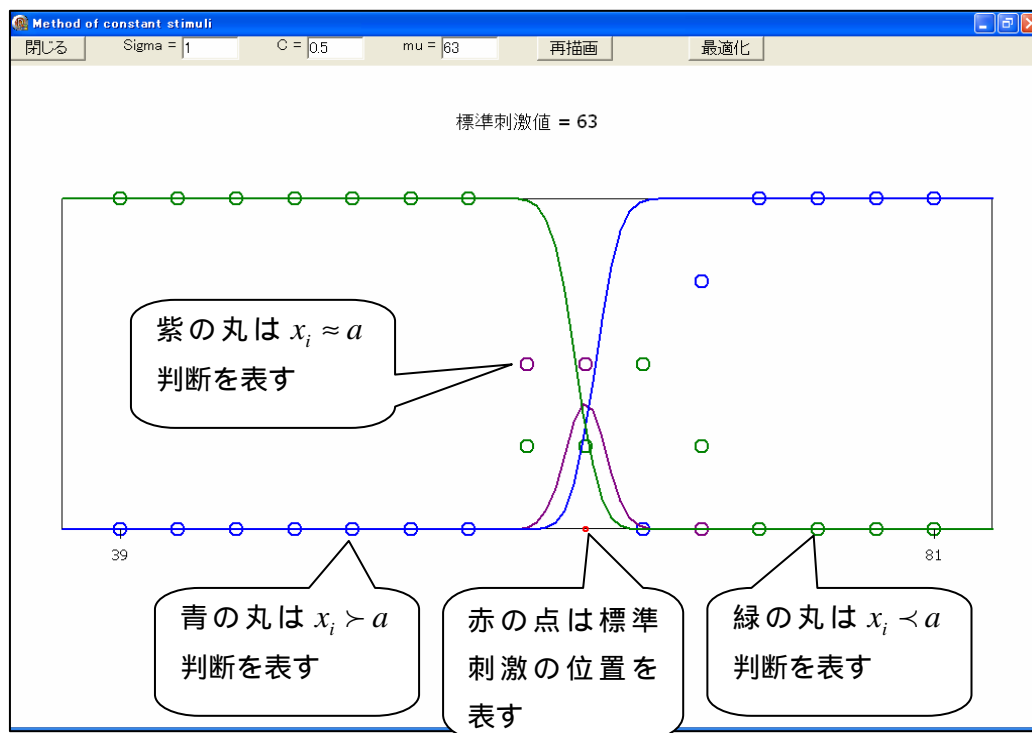 Method of constant stimuli
閉じる Sigma = 1 C = 0.5 mu = 63 再描画 最適化
標準刺激値 = 63
紫の丸は x_i ≈ a
判断を表す
39
81
青の丸は x_i ≻ a
判断を表す
赤の点は標準
刺激の位置を
表す
緑の丸は x_i ≺ a
判断を表す